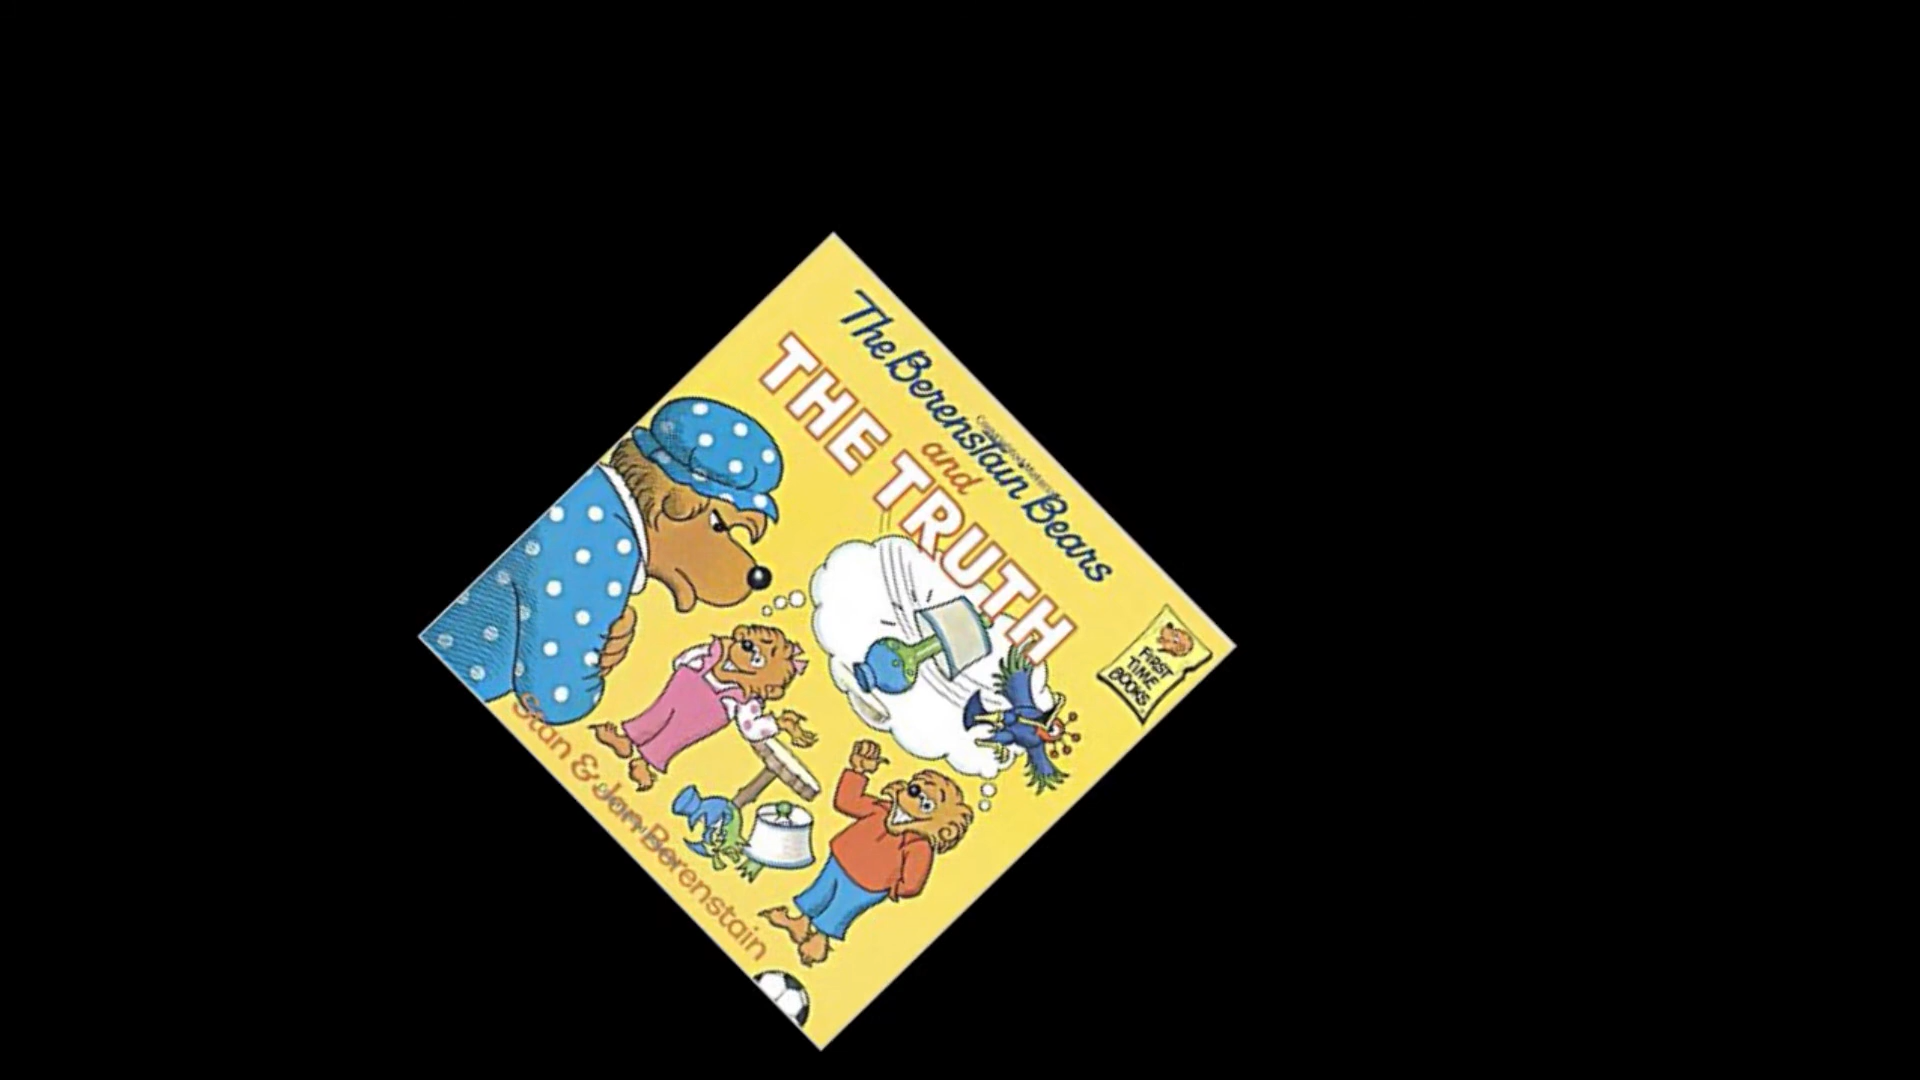 The Berenstain Bears
and
THE TRUTH
FIRST
TIME
BOOKS
Stan & Jan Berenstain